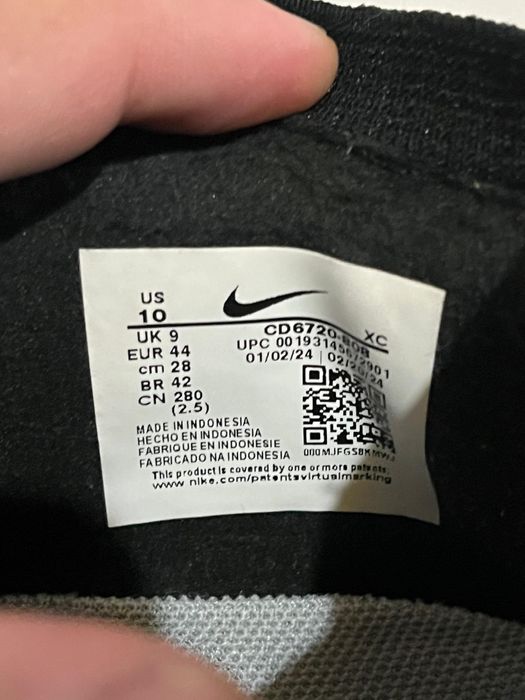 US
10
UK 9
EUR 44
cm 28
BR 42
CN 280
(2.5)
XC
UPC
01/02/24 |
MADE IN INDONESIA
HECHO EN INDONESIA
FABRIQUE EN INDONESIE
FABRICADO NA INDONESIA
This product is covered by one or more patents.
www.nike.com/patentsvirtualmarking